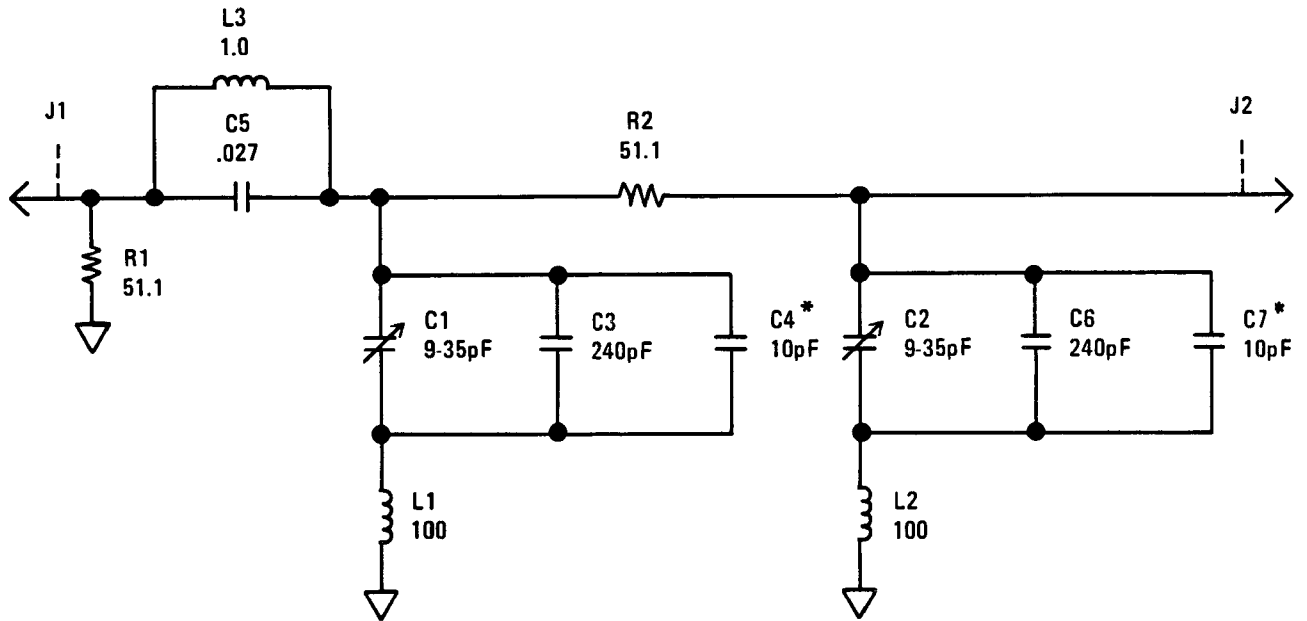 L3
1.0
J1
C5
.027
R2
51.1
J2
R1
51.1
C1
9-35pF
C3
240pF
C4*
10pF
C2
9-35pF
C6
240pF
C7*
10pF
L1
100
L2
100